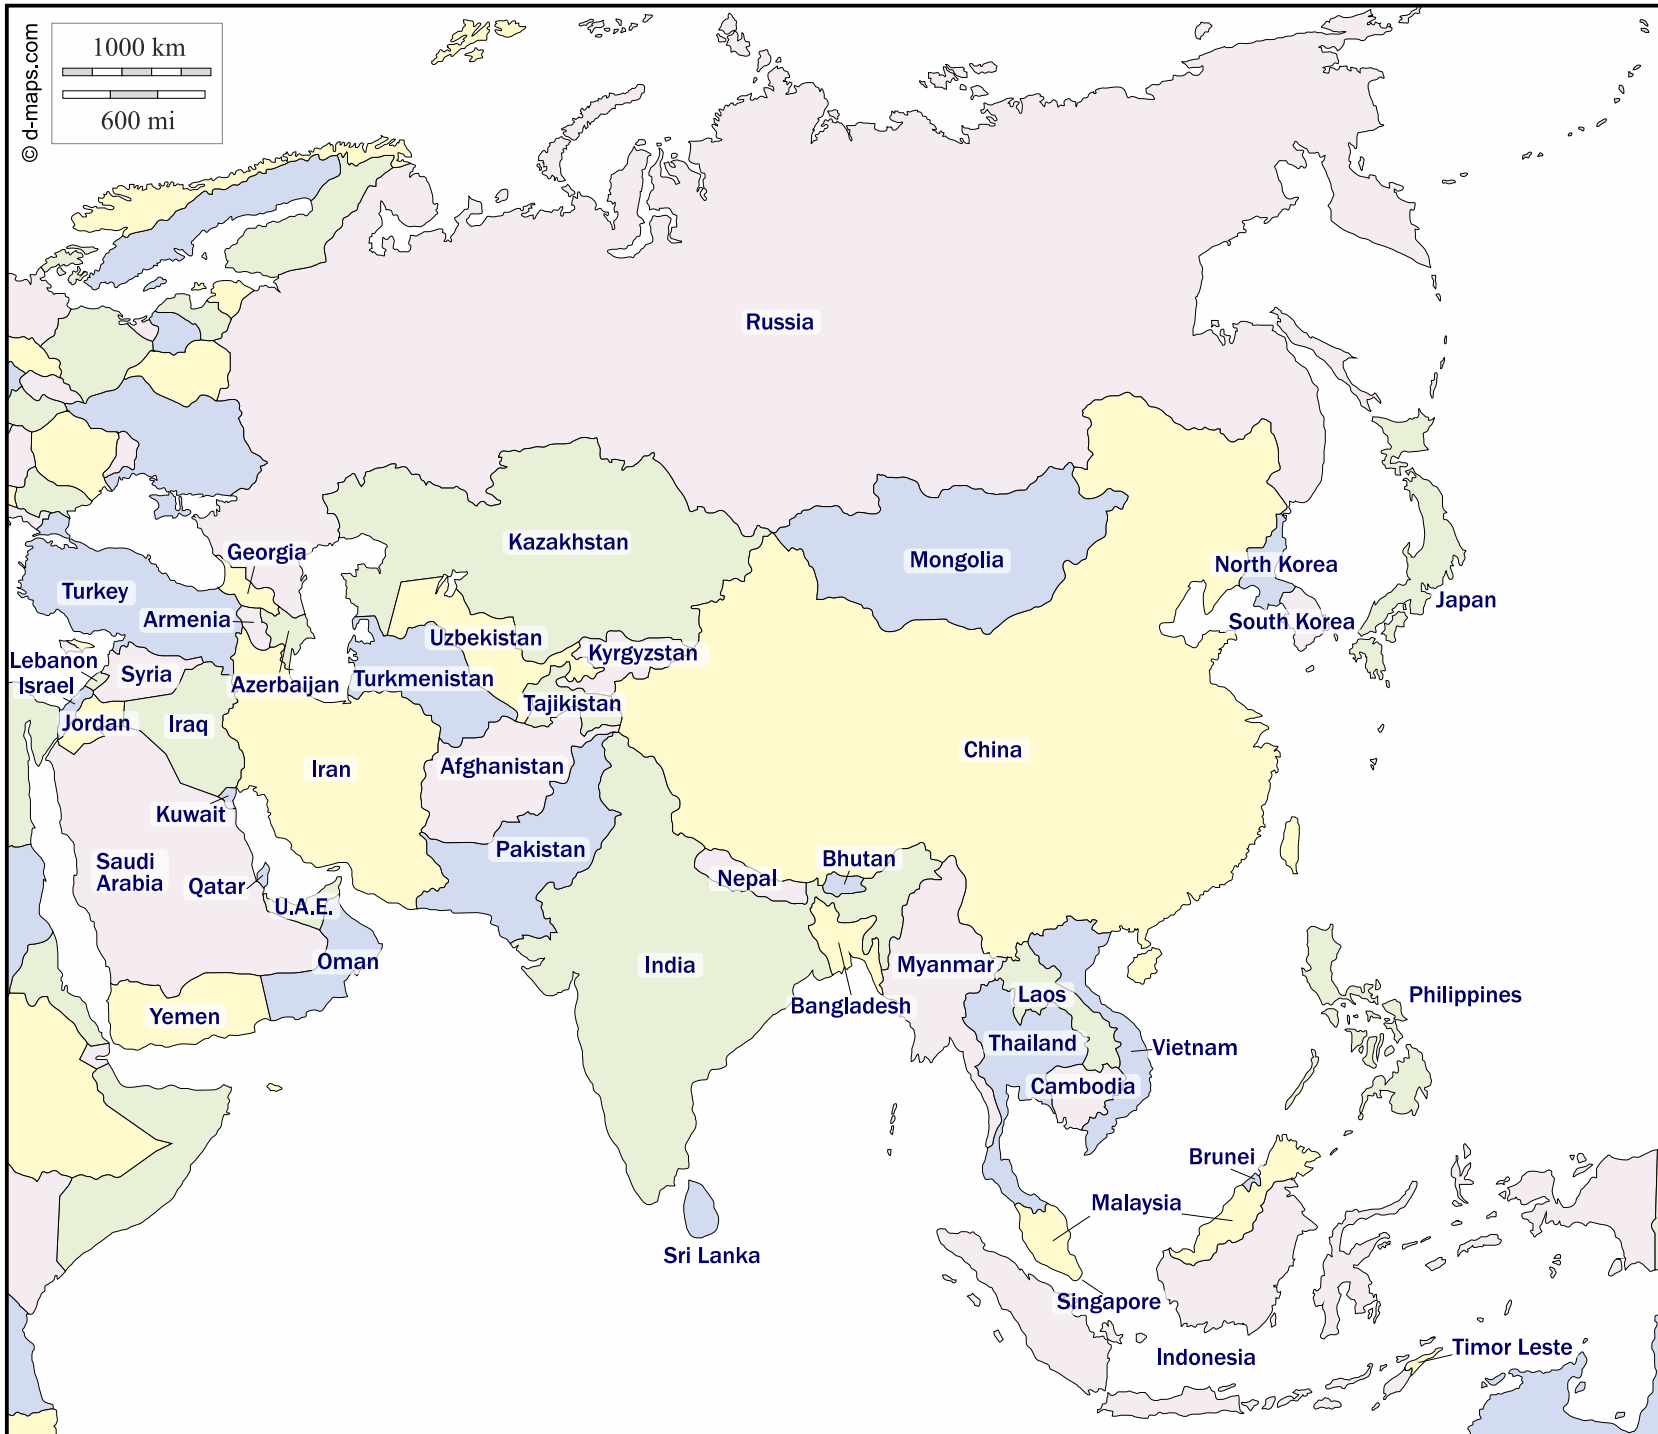 © d-maps.com
1000 km
600 mi
Russia
Georgia
Kazakhstan
Mongolia
North Korea
Turkey
Armenia
South Korea
Japan
Uzbekistan
Kyrgyzstan
Lebanon
Syria
Israel
Azerbaijan
Turkmenistan
Tajikistan
Jordan
Iraq
Iran
Afghanistan
China
Kuwait
Pakistan
Saudi
Arabia
Qatar
Nepal
Bhutan
U.A.E.
Oman
India
Myanmar
Yemen
Bangladesh
Laos
Philippines
Thailand
Vietnam
Cambodia
Brunei
Malaysia
Sri Lanka
Singapore
Indonesia
Timor Leste